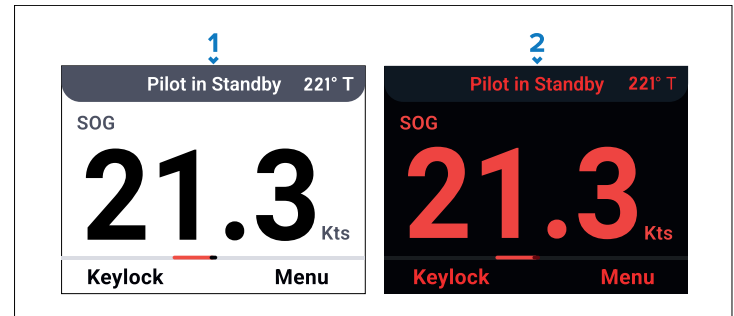 1
Pilot in Standby 221° T
SOG
21.3
Kts
Keylock Menu
2
Pilot in Standby 221° T
SOG
21.3
Kts
Keylock Menu